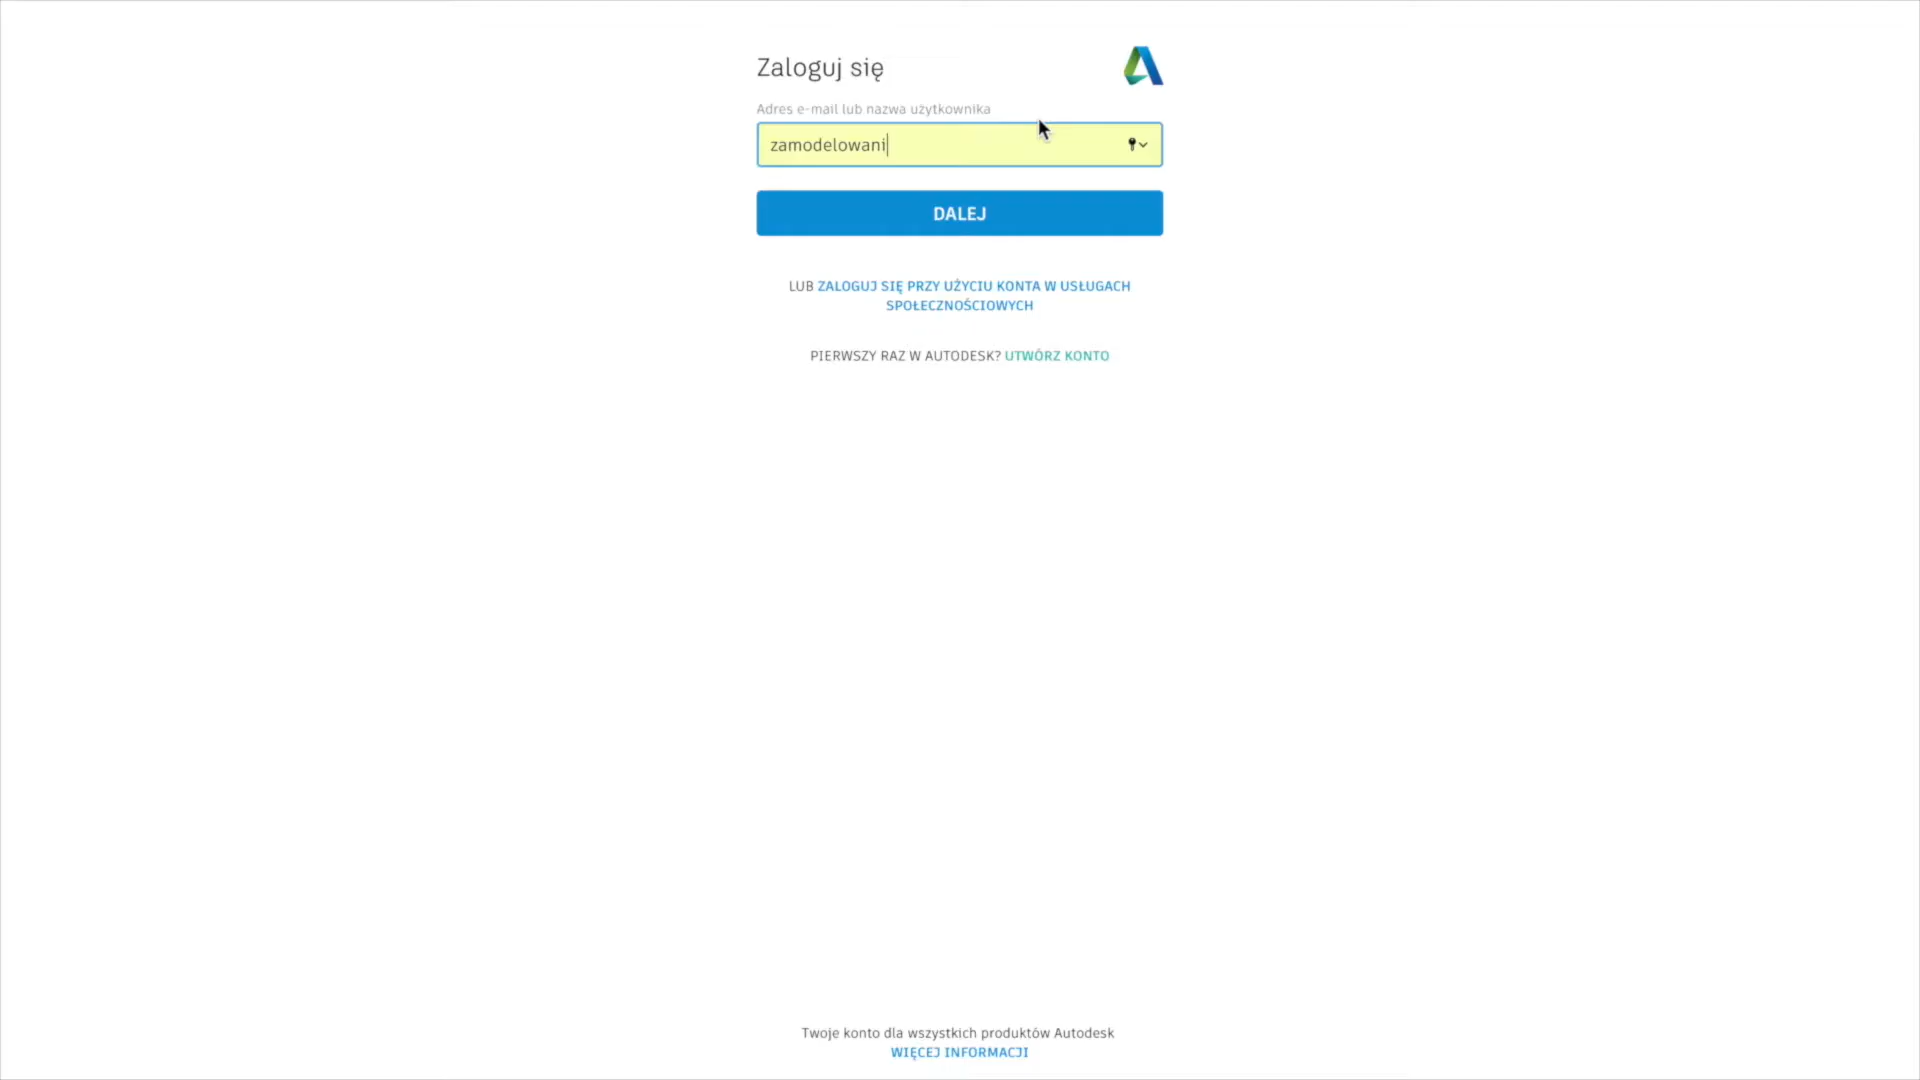 Zaloguj się
Adres e-mail lub nazwa użytkownika
zamodelowani
DALEJ
LUB ZALOGUJ SIĘ PRZY UŻYCIU KONTA W USŁUGACH
SPOŁECZNOŚCIOWYCH
PIERWSZY RAZ W AUTODESK? UTWÓRZ KONTO
Twoje konto dla wszystkich produktów Autodesk
WIĘCEJ INFORMACJI